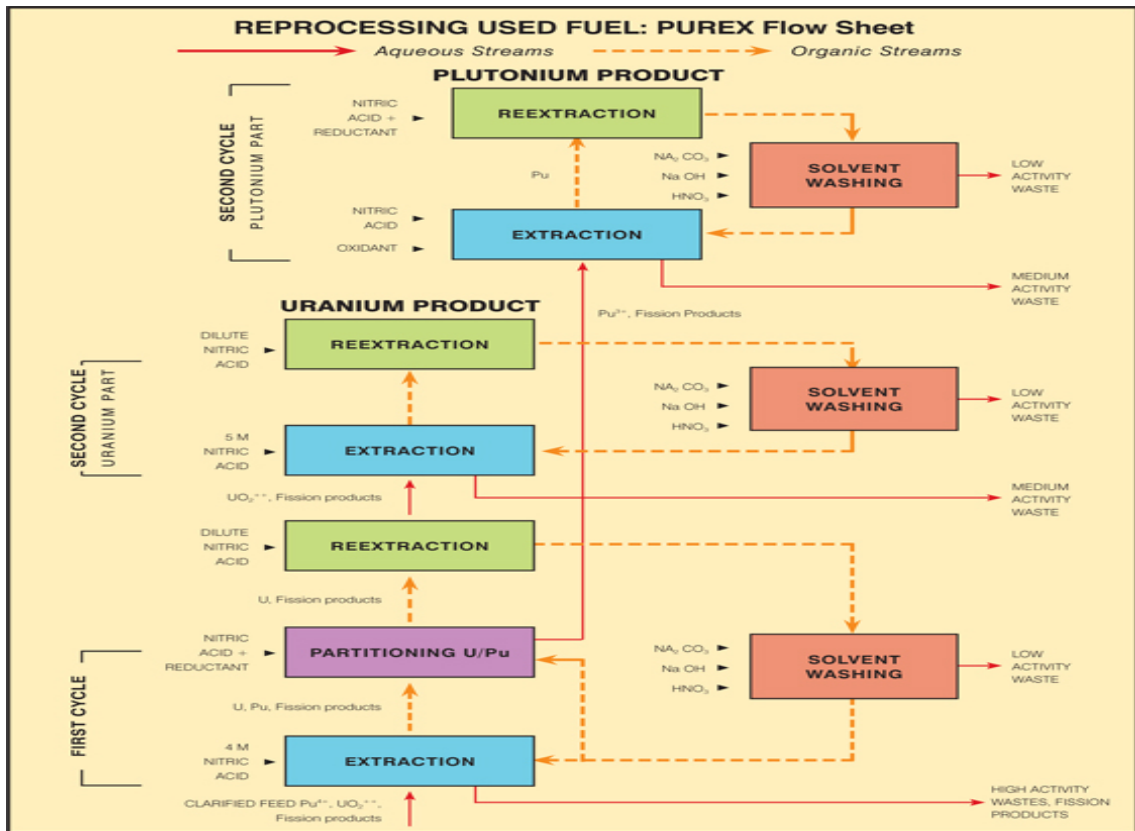 REPROCESSING USED FUEL: PUREX Flow Sheet
Aqueous Streams
Organic Streams
PLUTONIUM PRODUCT
SECOND CYCLE
PLUTONIUM PART
NITRIC
ACID +
REDUCTANT
REEXTRACTION
NA₂ CO₃
Na OH
HNO₃
SOLVENT
WASHING
LOW
ACTIVITY
WASTE
Pu
NITRIC
ACID
OXIDANT
EXTRACTION
MEDIUM
ACTIVITY
WASTE
URANIUM PRODUCT
Pu³⁺, Fission Products
SECOND CYCLE
URANIUM PART
DILUTE
NITRIC
ACID
REEXTRACTION
NA₂ CO₃
Na OH
HNO₃
SOLVENT
WASHING
LOW
ACTIVITY
WASTE
5 M
NITRIC
ACID
EXTRACTION
UO₂⁺⁺, Fission products
MEDIUM
ACTIVITY
WASTE
DILUTE
NITRIC
ACID
REEXTRACTION
U, Fission products
FIRST CYCLE
NITRIC
ACID +
REDUCTANT
PARTITIONING U/Pu
NA₂ CO₃
Na OH
HNO₃
SOLVENT
WASHING
LOW
ACTIVITY
WASTE
U, Pu, Fission products
4 M
NITRIC
ACID
EXTRACTION
CLARIFIED FEED Pu⁴⁺, UO₂⁺⁺,
Fission products
HIGH ACTIVITY
WASTES, FISSION
PRODUCTS